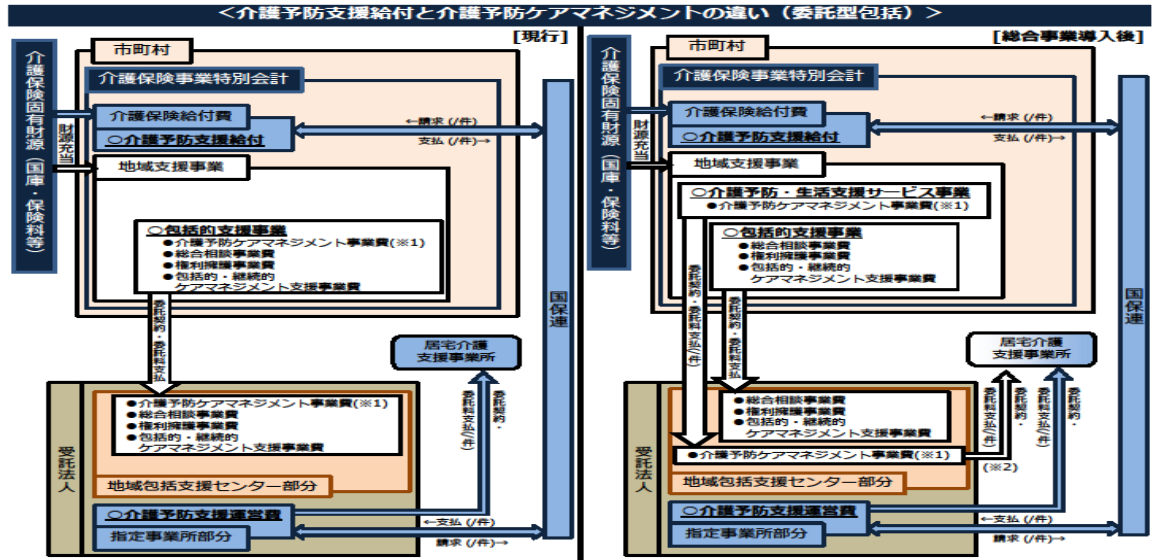 <介護予防支援給付と介護予防ケアマネジメントの違い（委託型包括）>
[現行]
介護保険固有財源（国庫・保険料等）
財源充当
市町村
介護保険事業特別会計
介護保険給付費
○介護予防支援給付
←請求(/件)
支払(/件)→
地域支援事業
○包括的支援事業
●介護予防ケアマネジメント事業費(※1)
●総合相談事業費
●権利擁護事業費
●包括的・継続的
ケアマネジメント支援事業費
委託契約・委託料支払
国保連
居宅介護
支援事業所
委託契約・
委託料支払(/件)
受託法人
●介護予防ケアマネジメント事業費(※1)
●総合相談事業費
●権利擁護事業費
●包括的・継続的
ケアマネジメント支援事業費
地域包括支援センター部分
○介護予防支援運営費
指定事業所部分
←支払(/件)
請求(/件)→
[総合事業導入後]
介護保険固有財源（国庫・保険料等）
財源充当
市町村
介護保険事業特別会計
介護保険給付費
○介護予防支援給付
←請求(/件)
支払(/件)→
地域支援事業
○介護予防・生活支援サービス事業
●介護予防ケアマネジメント事業費(※1)
○包括的支援事業
●総合相談事業費
●権利擁護事業費
●包括的・継続的
ケアマネジメント支援事業費
委託契約・委託料支払(/件)
委託契約・委託料支払
国保連
居宅介護
支援事業所
委託契約・
委託料支払(/件)
委託契約・
委託料支払(/件)
(※2)
受託法人
●総合相談事業費
●権利擁護事業費
●包括的・継続的
ケアマネジメント支援事業費
●介護予防ケアマネジメント事業費(※1)
地域包括支援センター部分
○介護予防支援運営費
指定事業所部分
←支払(/件)
請求(/件)→